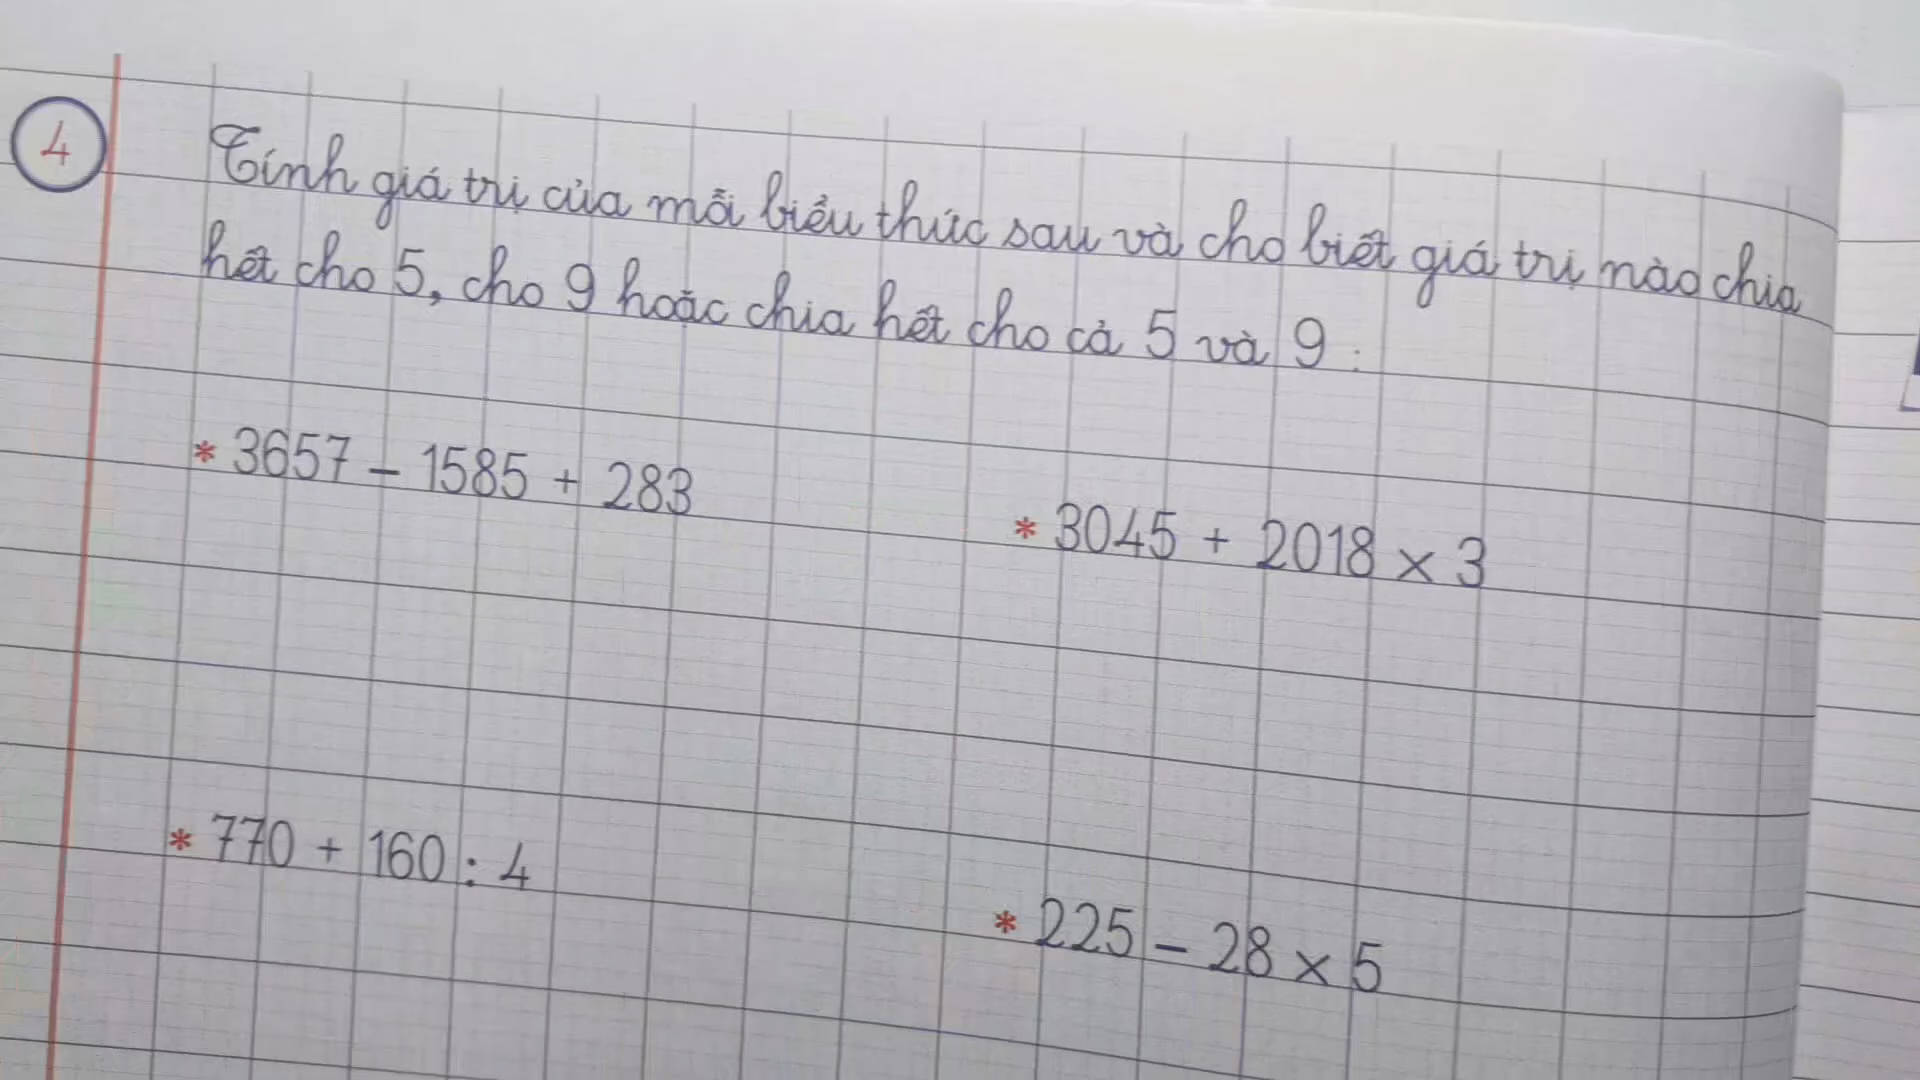 4
Tính giá trị của mỗi biểu thức sau và cho biết giá trị nào chia
hết cho 5, cho 9 hoặc chia hết cho cả 5 và 9.
* 3657 - 1585 + 283
* 3045 + 2018 × 3
* 770 + 160 : 4
* 225 - 28 × 5